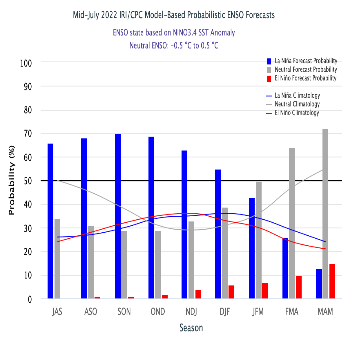 Mid-July 2022 IRI/CPC Model-Based Probabilistic ENSO Forecasts
ENSO state based on NINO3.4 SST Anomaly
Neutral ENSO: -0.5 °C to 0.5 °C
La Niña Forecast Probability
Neutral Forecast Probability
El Niño Forecast Probability
La Niña Climatology
Neutral Climatology
El Niño Climatology
Probability (%)
100
90
80
70
60
50
40
30
20
10
0
JAS ASO SON OND NDJ DJF JFM FMA MAM
Season